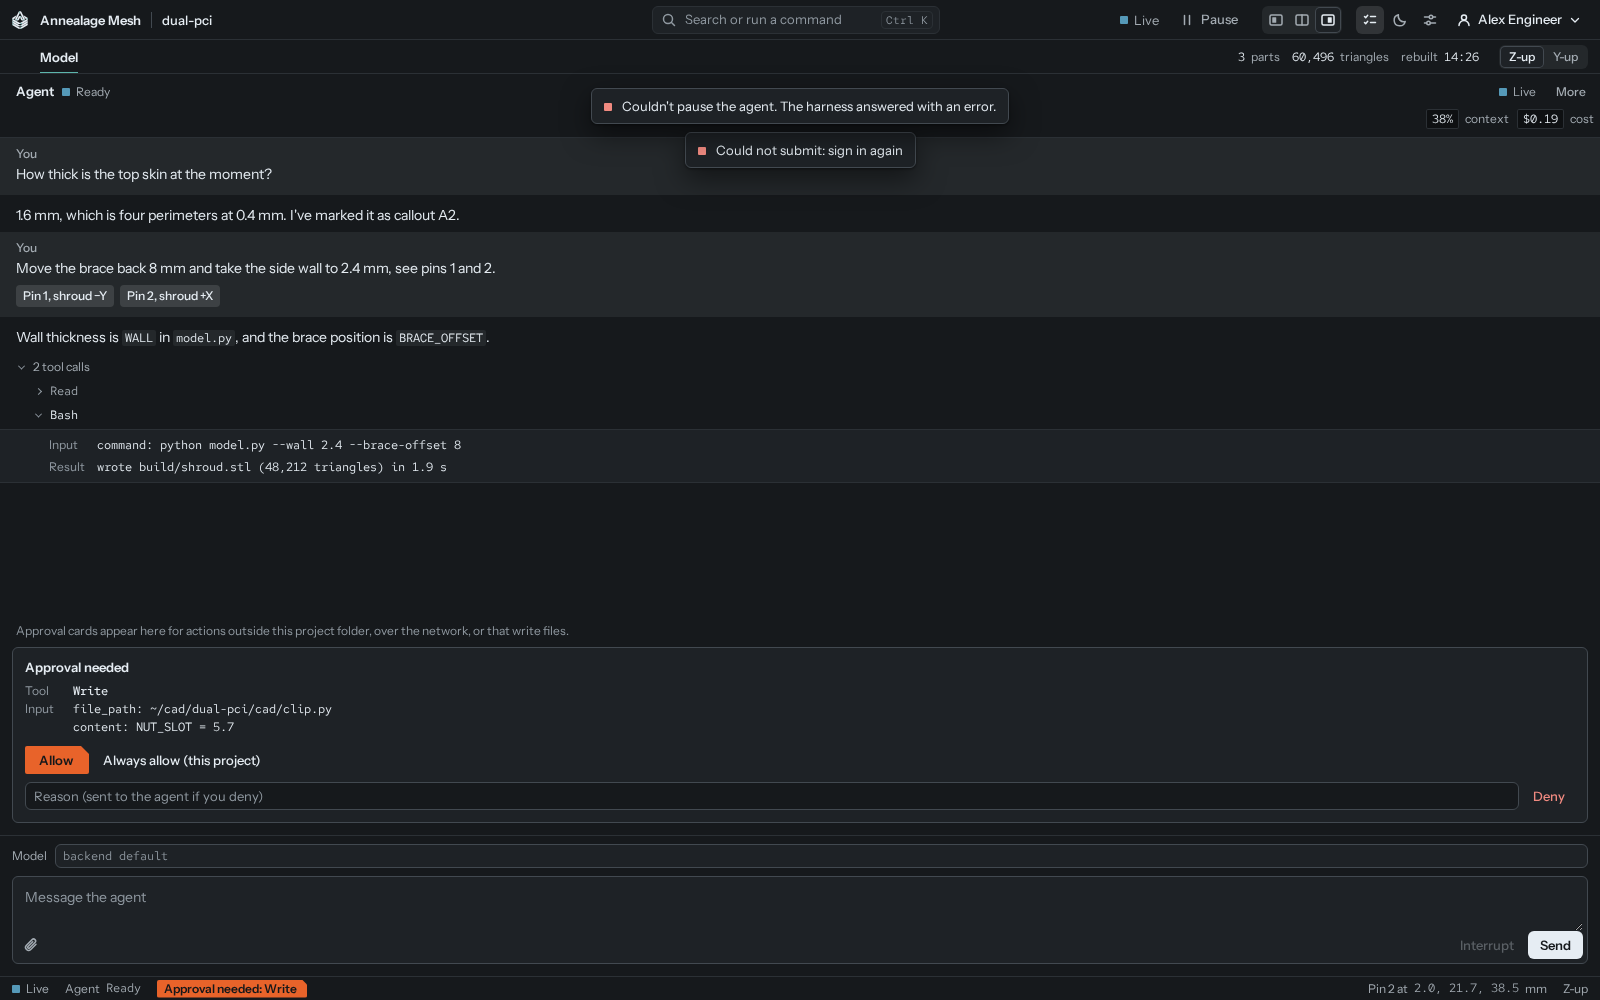 Annealage Mesh dual-pci Search or run a command Ctrl K Live Pause Alex Engineer
Model 3 parts 60,496 triangles rebuilt 14:26 Z-up Y-up
Agent Ready Live More
Couldn't pause the agent. The harness answered with an error.
38% context $0.19 cost
Could not submit: sign in again
You
How thick is the top skin at the moment?
1.6 mm, which is four perimeters at 0.4 mm. I've marked it as callout A2.
You
Move the brace back 8 mm and take the side wall to 2.4 mm, see pins 1 and 2.
Pin 1, shroud −Y Pin 2, shroud +X
Wall thickness is WALL in model.py, and the brace position is BRACE_OFFSET.
2 tool calls
Read
Bash
Input command: python model.py --wall 2.4 --brace-offset 8
Result wrote build/shroud.stl (48,212 triangles) in 1.9 s
Approval cards appear here for actions outside this project folder, over the network, or that write files.
Approval needed
Tool Write
Input file_path: ~/cad/dual-pci/cad/clip.py
content: NUT_SLOT = 5.7
Allow Always allow (this project)
Reason (sent to the agent if you deny) Deny
Model backend default
Message the agent
Interrupt Send
Live Agent Ready Approval needed: Write Pin 2 at 2.0, 21.7, 38.5 mm Z-up